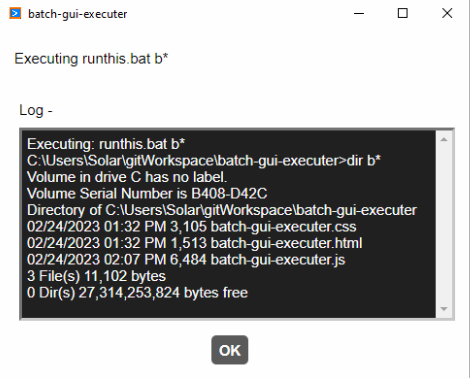 batch-gui-executer
Executing runthis.bat b*
Log -
Executing: runthis.bat b*
C:\Users\Solar\gitWorkspace\batch-gui-executer>dir b*
Volume in drive C has no label.
Volume Serial Number is B408-D42C
Directory of C:\Users\Solar\gitWorkspace\batch-gui-executer
02/24/2023 01:32 PM 3,105 batch-gui-executer.css
02/24/2023 01:32 PM 1,513 batch-gui-executer.html
02/24/2023 02:07 PM 6,484 batch-gui-executer.js
3 File(s) 11,102 bytes
0 Dir(s) 27,314,253,824 bytes free
OK